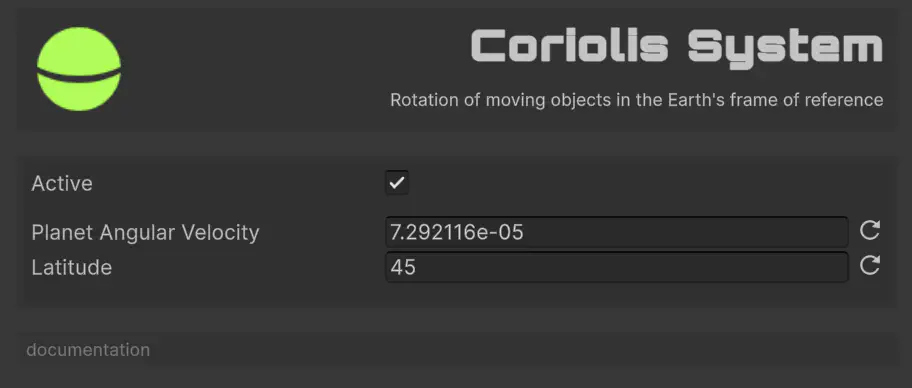 Coriolis System
Rotation of moving objects in the Earth's frame of reference
Active
Planet Angular Velocity 7.292116e-05
Latitude 45
documentation